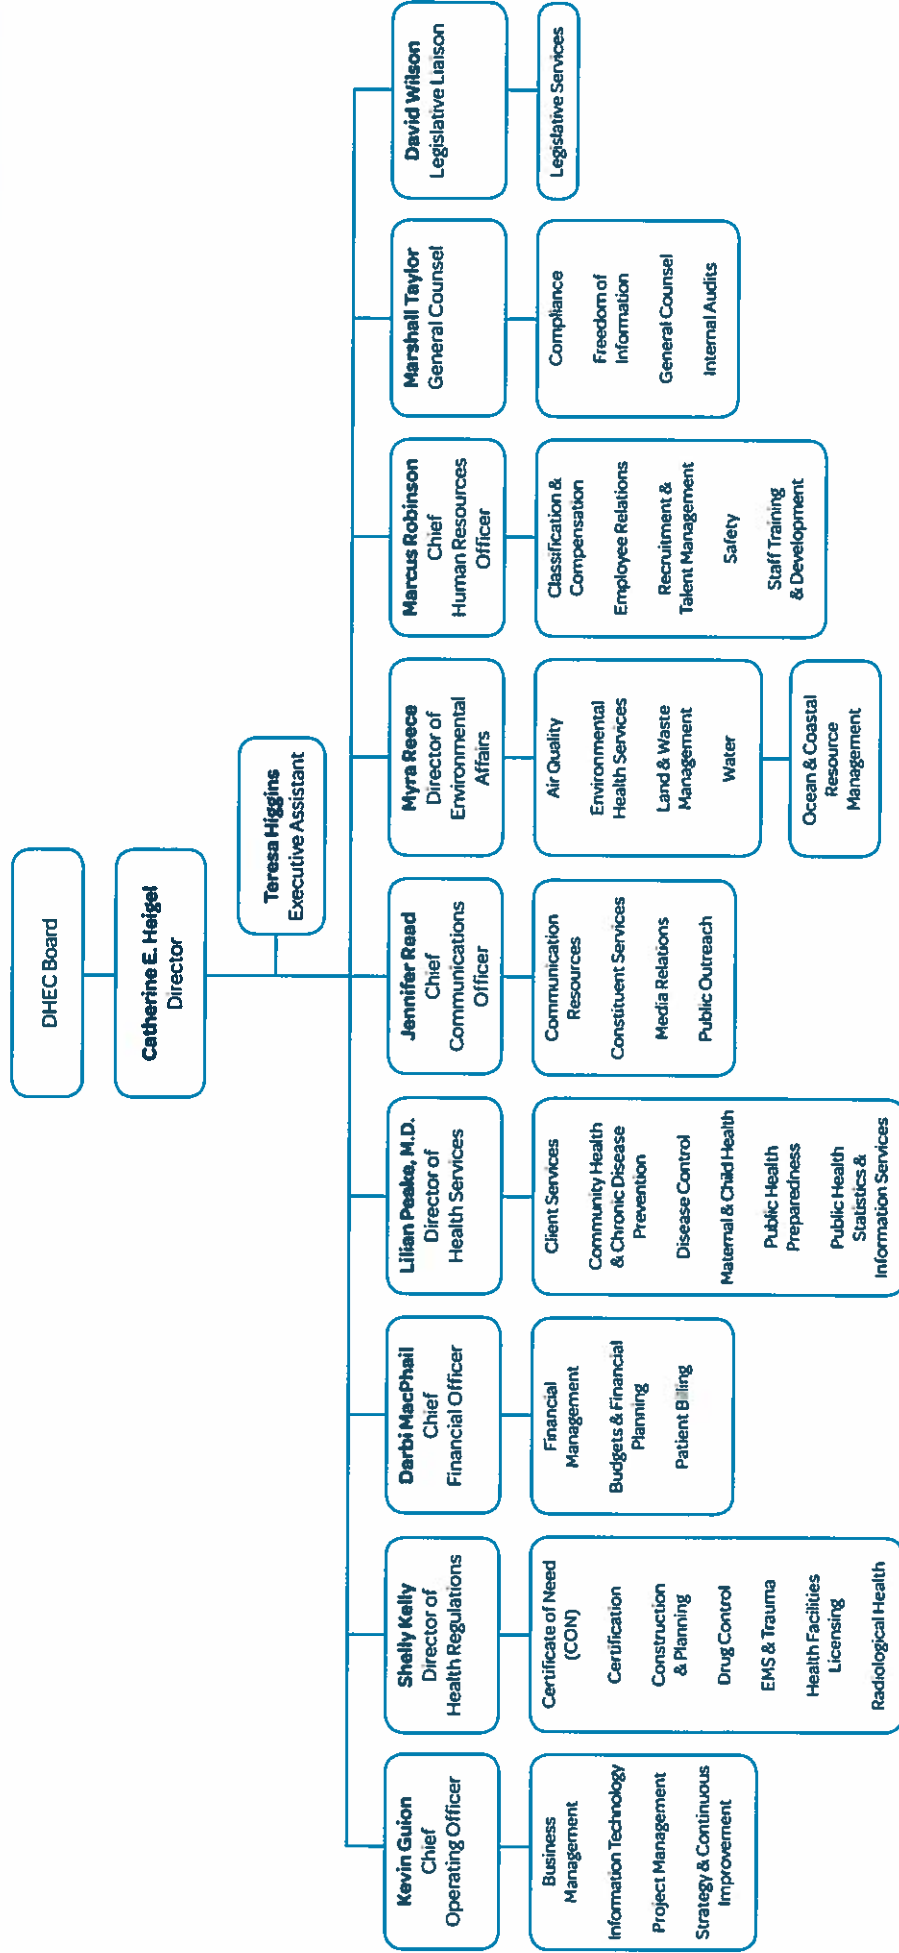 DHEC Board
Catherine E. Heigel
Director
Teresa Higgins
Executive Assistant
Kevin Guion
Chief
Operating Officer
Business
Management
Information Technology
Project Management
Strategy & Continuous
Improvement
Shelly Kelly
Director of
Health Regulations
Certificate of Need
(CON)
Certification
Construction
& Planning
Drug Control
EMS & Trauma
Health Facilities
Licensing
Radiological Health
Darbi MacPhail
Chief
Financial Officer
Financial
Management
Budgets & Financial
Planning
Patient Billing
Lilian Peake, M.D.
Director of
Health Services
Client Services
Community Health
& Chronic Disease
Prevention
Disease Control
Maternal & Child Health
Public Health
Preparedness
Public Health
Statistics &
Information Services
Jennifer Read
Chief
Communications
Officer
Communication
Resources
Constituent Services
Media Relations
Public Outreach
Myra Reece
Director of
Environmental
Affairs
Air Quality
Environmental
Health Services
Land & Waste
Management
Water
Ocean & Coastal
Resource
Management
Marcus Robinson
Chief
Human Resources
Officer
Classification &
Compensation
Employee Relations
Recruitment &
Talent Management
Safety
Staff Training
& Development
Marshall Taylor
General Counsel
Compliance
Freedom of
Information
General Counsel
Internal Audits
David Wilson
Legislative Liaison
Legislative Services